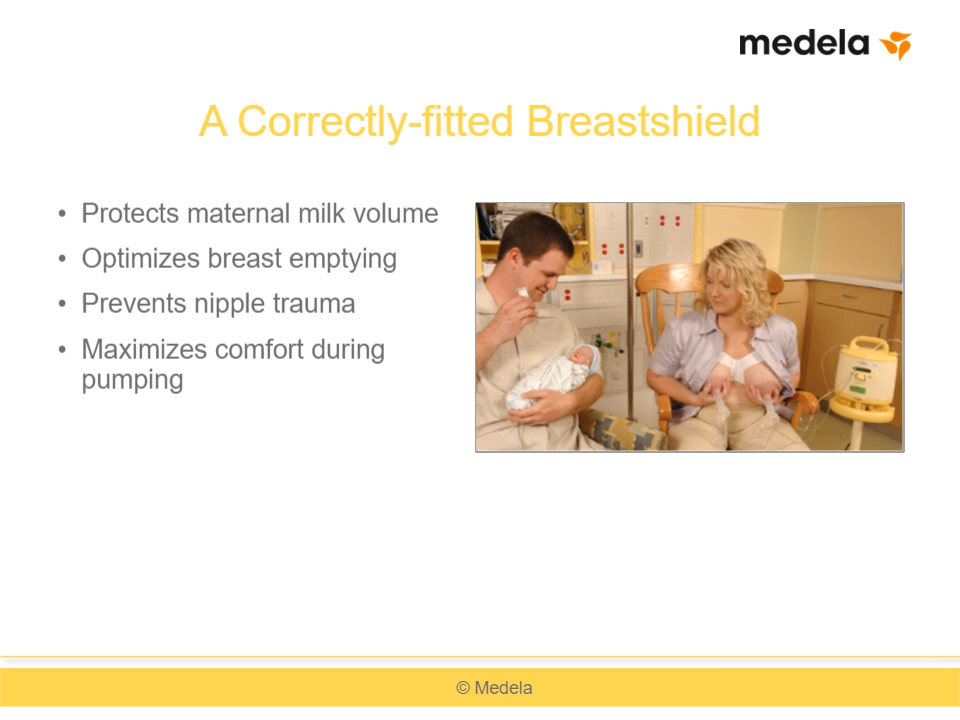 medela
A Correctly-fitted Breastshield
• Protects maternal milk volume
• Optimizes breast emptying
• Prevents nipple trauma
• Maximizes comfort during
pumping
© Medela